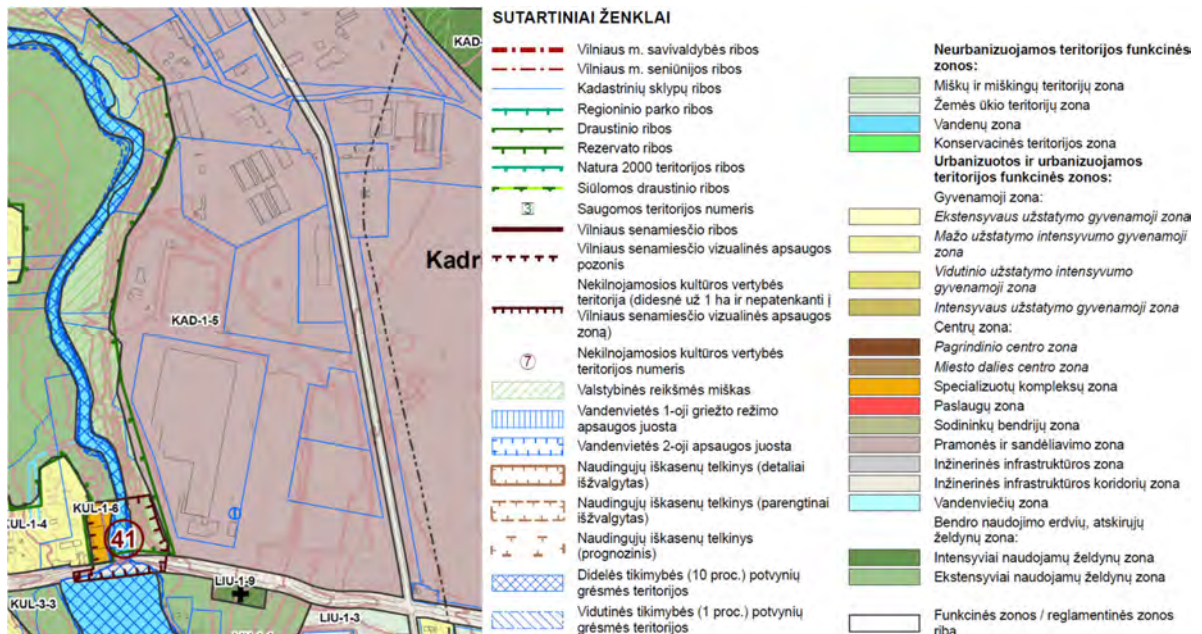 KAD-
Kadr
KAD-1-5
KUL-1-6
KUL-1-4
41
LIU-1-9
KUL-3-3
LIU-1-3
SUTARTINIAI ŽENKLAI
Vilniaus m. savivaldybės ribos
Vilniaus m. seniūnijos ribos
Kadastrinių sklypų ribos
Regioninio parko ribos
Draustinio ribos
Rezervato ribos
Natura 2000 teritorijos ribos
Siūlomos draustinio ribos
3
Saugomos teritorijos numeris
Vilniaus senamiesčio ribos
Vilniaus senamiesčio vizualinės apsaugos
pozonis
Nekilnojamosios kultūros vertybės
teritorija (didesnė už 1 ha ir nepatenkanti į
Vilniaus senamiesčio vizualinės apsaugos
zoną)
7
Nekilnojamosios kultūros vertybės
teritorijos numeris
Valstybinės reikšmės miškas
Vandenvietės 1-oji griežto režimo
apsaugos juosta
Vandenvietės 2-oji apsaugos juosta
Naudingųjų iškasenų telkinys (detaliai
išžvalgytas)
Naudingųjų iškasenų telkinys (parengtinai
išžvalgytas)
Naudingųjų iškasenų telkinys
(prognozinis)
Didelės tikimybės (10 proc.) potvynių
grėsmės teritorijos
Vidutinės tikimybės (1 proc.) potvynių
grėsmės teritorijos
Neurbanizuojamos teritorijos funkcinės
zonos:
Miškų ir miškingų teritorijų zona
Žemės ūkio teritorijų zona
Vandenų zona
Konservacinės teritorijos zona
Urbanizuotos ir urbanizuojamos
teritorijos funkcinės zonos:
Gyvenamoji zona:
Ekstensyvaus užstatymo gyvenamoji zona
Mažo užstatymo intensyvumo gyvenamoji
zona
Vidutinio užstatymo intensyvumo
gyvenamoji zona
Intensyvaus užstatymo gyvenamoji zona
Centrų zona:
Pagrindinio centro zona
Miesto dalies centro zona
Specializuotų kompleksų zona
Paslaugų zona
Sodininkų bendrijų zona
Pramonės ir sandėliavimo zona
Inžinerinės infrastruktūros zona
Inžinerinės infrastruktūros koridorių zona
Vandenviečių zona
Bendro naudojimo erdvių, atskirųjų
želdynų zona:
Intensyviai naudojamų želdynų zona
Ekstensyviai naudojamų želdynų zona
Funkcinės zonos / reglamentinės zonos
riba